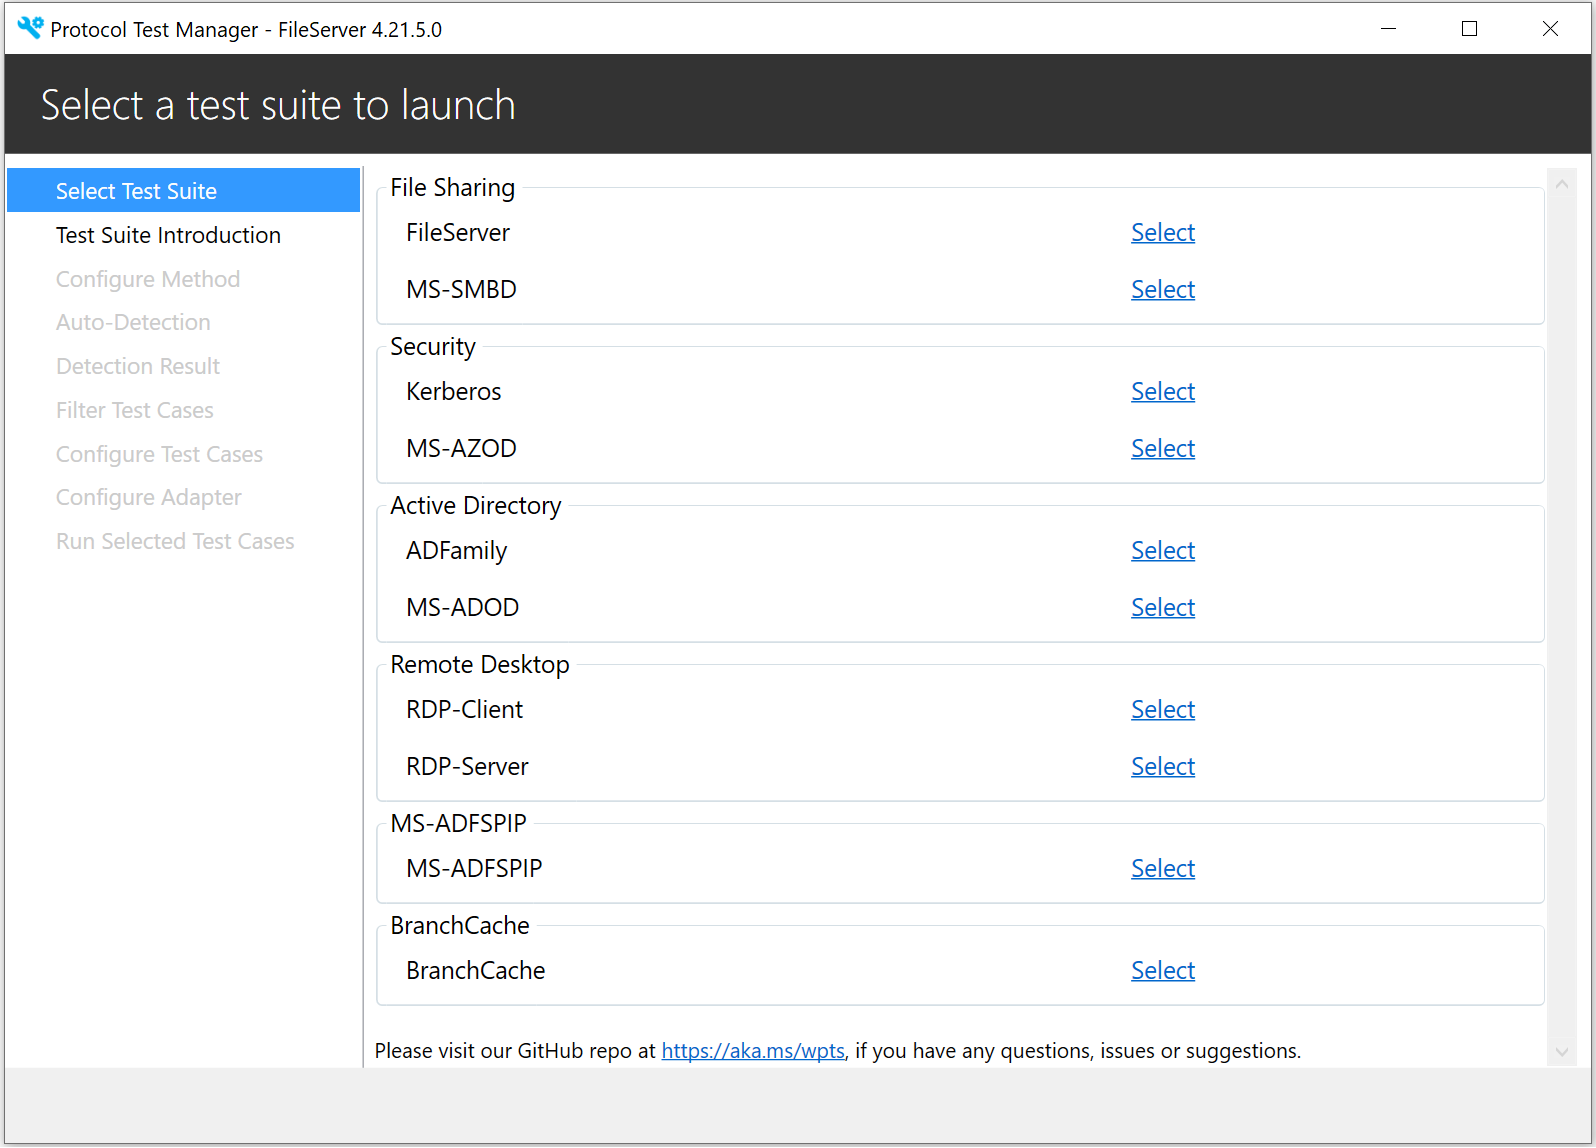 Protocol Test Manager - FileServer 4.21.5.0
Select a test suite to launch
Select Test Suite
Test Suite Introduction
Configure Method
Auto-Detection
Detection Result
Filter Test Cases
Configure Test Cases
Configure Adapter
Run Selected Test Cases
File Sharing
FileServer Select
MS-SMBD Select
Security
Kerberos Select
MS-AZOD Select
Active Directory
ADFamily Select
MS-ADOD Select
Remote Desktop
RDP-Client Select
RDP-Server Select
MS-ADFSPIP
MS-ADFSPIP Select
BranchCache
BranchCache Select
Please visit our GitHub repo at https://aka.ms/wpts, if you have any questions, issues or suggestions.